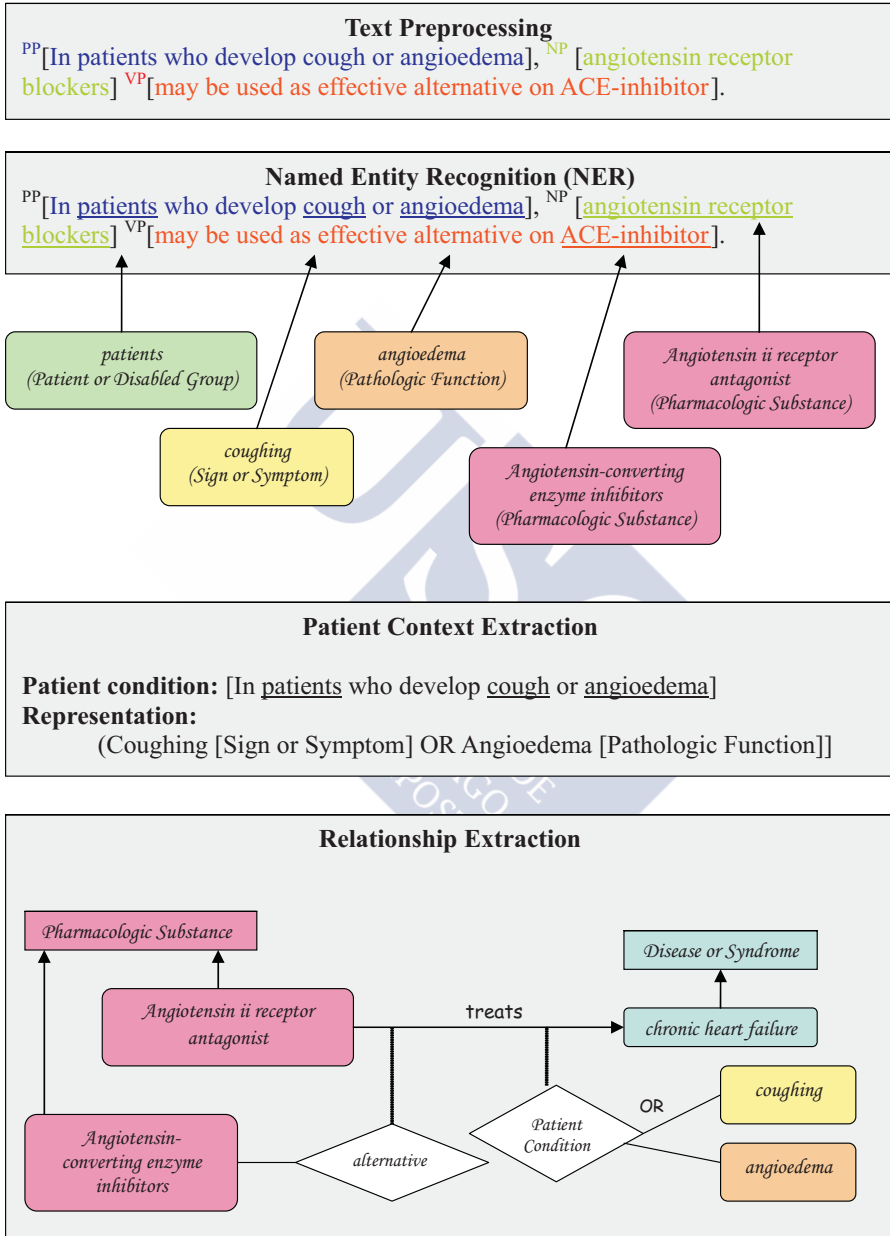 Text Preprocessing
PP[In patients who develop cough or angioedema], NP [angiotensin receptor
blockers] VP[may be used as effective alternative on ACE-inhibitor].
Named Entity Recognition (NER)
PP[In patients who develop cough or angioedema], NP [angiotensin receptor
blockers] VP[may be used as effective alternative on ACE-inhibitor].
patients
(Patient or Disabled Group)
angioedema
(Pathologic Function)
Angiotensin ii receptor
antagonist
(Pharmacologic Substance)
coughing
(Sign or Symptom)
Angiotensin-converting
enzyme inhibitors
(Pharmacologic Substance)
Patient Context Extraction
Patient condition: [In patients who develop cough or angioedema]
Representation:
(Coughing [Sign or Symptom] OR Angioedema [Pathologic Function]]
Relationship Extraction
Pharmacologic Substance
Disease or Syndrome
Angiotensin ii receptor
antagonist
treats
chronic heart failure
Angiotensin-
converting enzyme
inhibitors
alternative
Patient
Condition
OR
coughing
angioedema